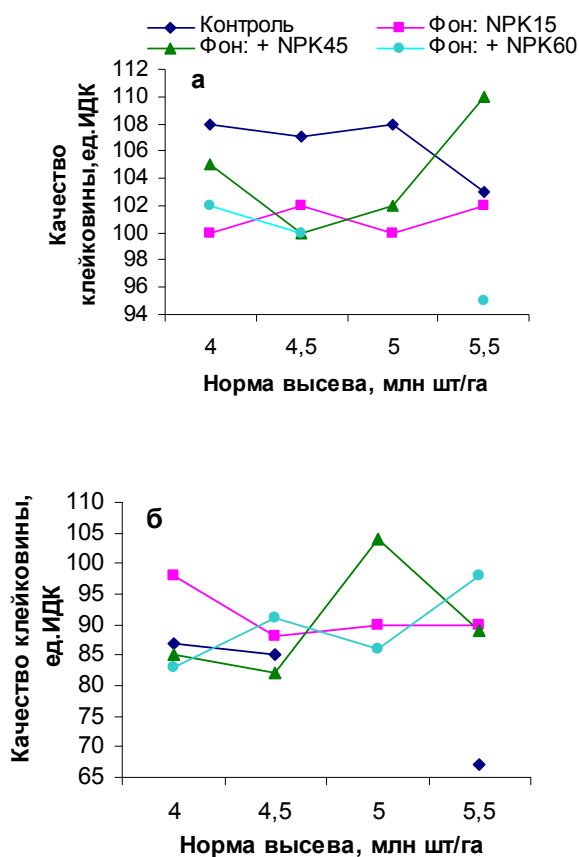 Контроль Фон: NPK15
Фон: + NPK45 Фон: + NPK60
а
Качество
клейковины,ед.ИДК
112
110
108
106
104
102
100
98
96
94
4 4,5 5 5,5
Норма высева, млн шт/га
б
Качество клейковины,
ед.ИДК
110
105
100
95
90
85
80
75
70
65
4 4,5 5 5,5
Норма высева, млн шт/га